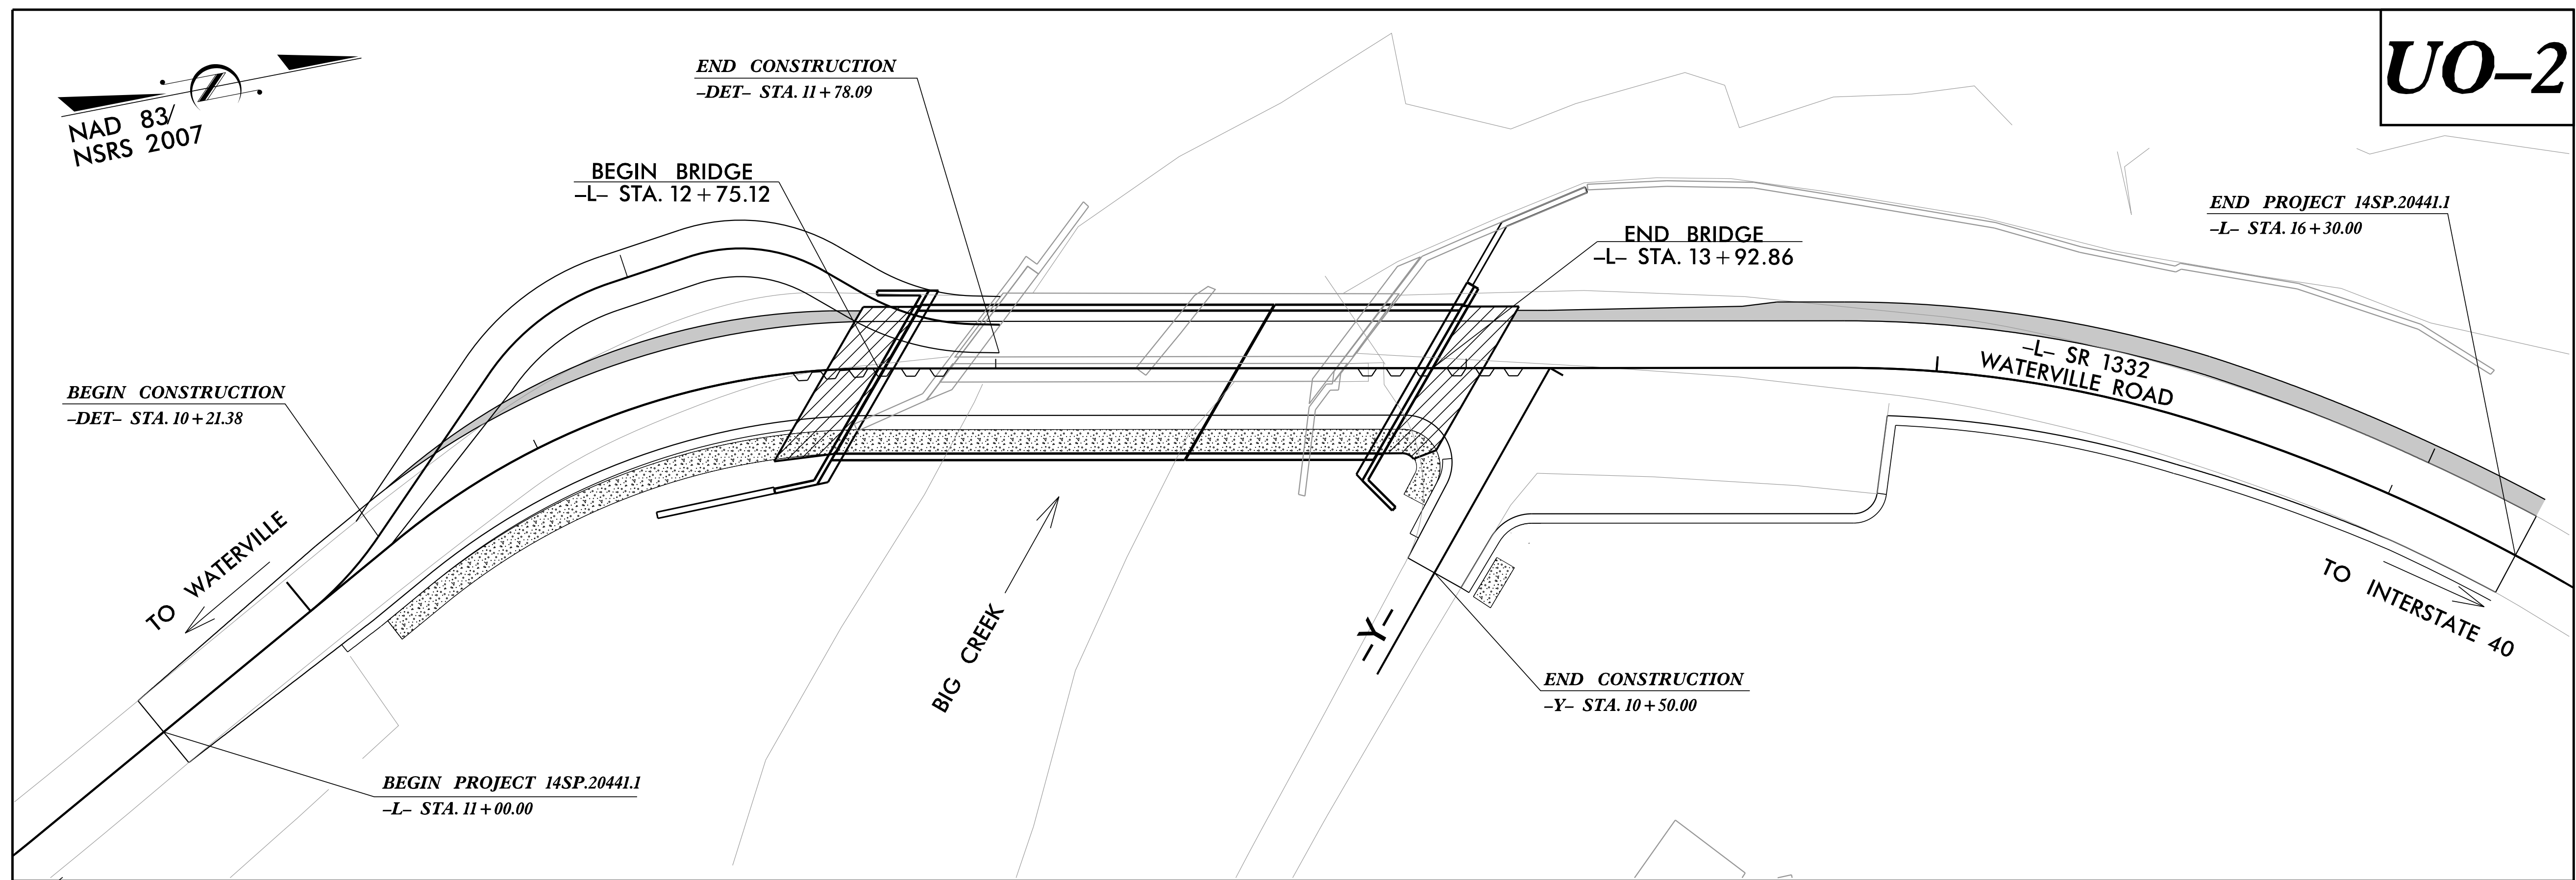 UO–2
NAD 83/
NSRS 2007
END CONSTRUCTION
–DET– STA. 11+78.09
BEGIN BRIDGE
–L– STA. 12+75.12
END BRIDGE
–L– STA. 13+92.86
END PROJECT 14SP.20441.1
–L– STA. 16+30.00
–L– SR 1332
WATERVILLE ROAD
BEGIN CONSTRUCTION
–DET– STA. 10+21.38
TO WATERVILLE
BIG CREEK
–Y–
TO INTERSTATE 40
END CONSTRUCTION
–Y– STA. 10+50.00
BEGIN PROJECT 14SP.20441.1
–L– STA. 11+00.00